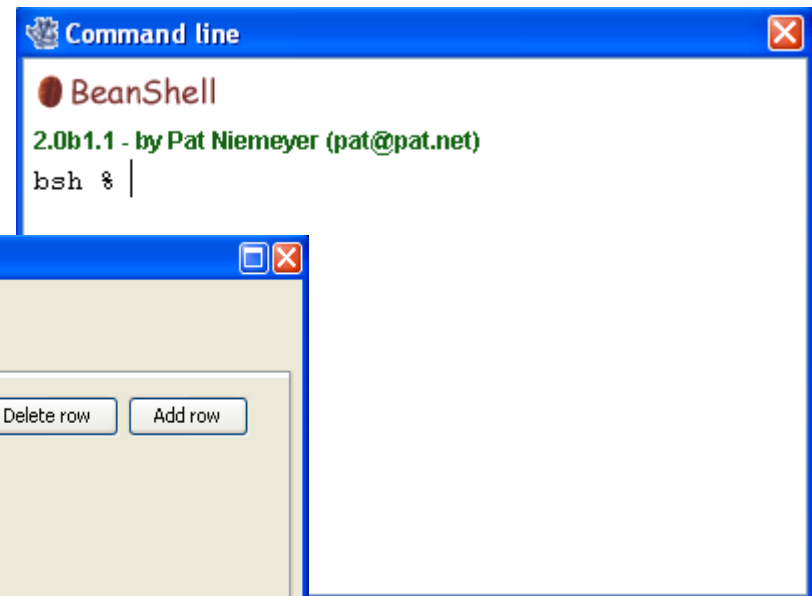 Command line
BeanShell
2.0b1.1 - by Pat Niemeyer (pat@pat.net)
bsh %
Delete row Add row